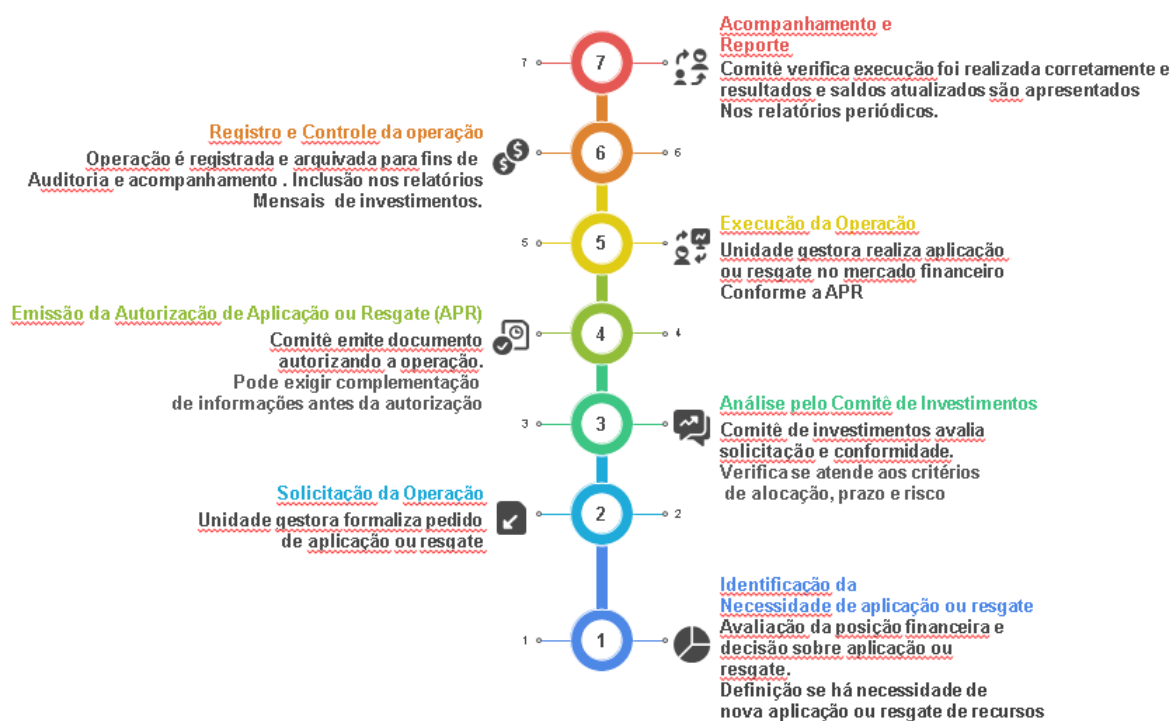 Acompanhamento e
Reporte
7
7
Comitê verifica execução foi realizada corretamente e
resultados e saldos atualizados são apresentados
Nos relatórios periódicos.
Registro e Controle da operação
Operação é registrada e arquivada para fins de
Auditoria e acompanhamento . Inclusão nos relatórios
Mensais de investimentos.
$ $
6
6
5
5
Execução da Operação
Unidade gestora realiza aplicação
ou resgate no mercado financeiro
Conforme a APR
Emissão da Autorização de Aplicação ou Resgate (APR)
Comitê emite documento
autorizando a operação.
Pode exigir complementação
de informações antes da autorização
4
4
3
3
Análise pelo Comitê de Investimentos
Comitê de investimentos avalia
solicitação e conformidade.
Verifica se atende aos critérios
de alocação, prazo e risco
Solicitação da Operação
Unidade gestora formaliza pedido
de aplicação ou resgate
2
2
1
1
Identificação da
Necessidade de aplicação ou resgate
Avaliação da posição financeira e
decisão sobre aplicação ou
resgate.
Definição se há necessidade de
nova aplicação ou resgate de recursos